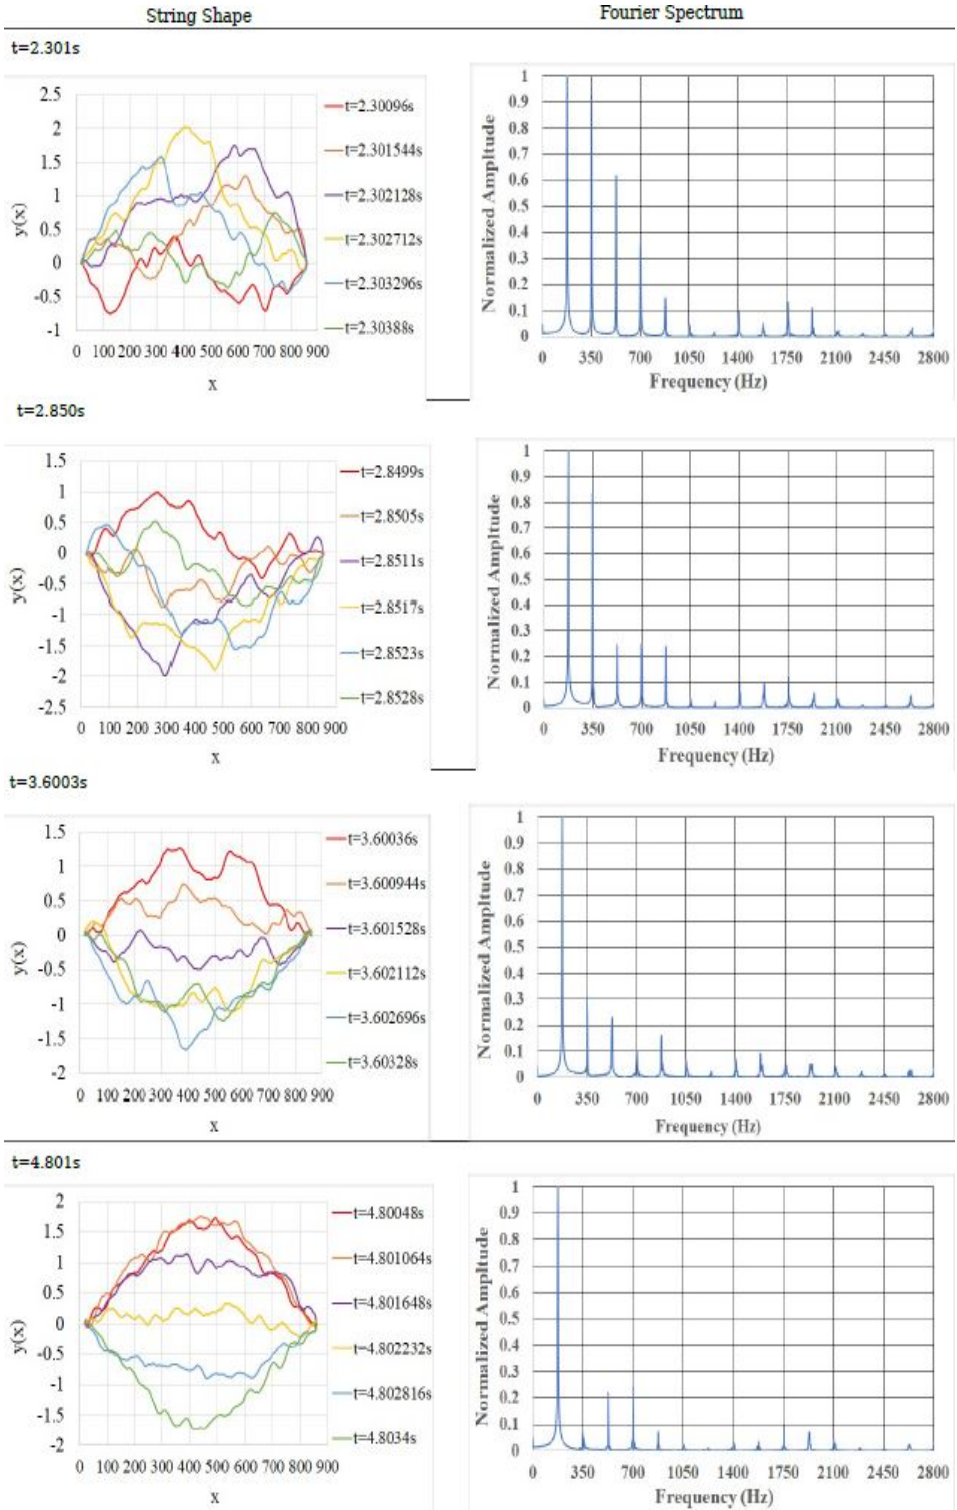 String Shape Fourier Spectrum
t=2.301s
2.5
2
1.5
1
0.5
0
-0.5
-1
y(x)
0 100 200 300 400 500 600 700 800 900
x
t=2.30096s
t=2.301544s
t=2.302128s
t=2.302712s
t=2.303296s
t=2.30388s
1
0.9
0.8
0.7
0.6
0.5
0.4
0.3
0.2
0.1
0
Normalized Ampltude
0 350 700 1050 1400 1750 2100 2450 2800
Frequency (Hz)
t=2.850s
1.5
1
0.5
0
-0.5
-1
-1.5
-2
-2.5
y(x)
0 100 200 300 400 500 600 700 800 900
x
t=2.8499s
t=2.8505s
t=2.8511s
t=2.8517s
t=2.8523s
t=2.8528s
1
0.9
0.8
0.7
0.6
0.5
0.4
0.3
0.2
0.1
0
Normalized Ampltude
0 350 700 1050 1400 1750 2100 2450 2800
Frequency (Hz)
t=3.6003s
1.5
1
0.5
0
-0.5
-1
-1.5
-2
y(x)
0 100 200 300 400 500 600 700 800 900
x
t=3.60036s
t=3.600944s
t=3.601528s
t=3.602112s
t=3.602696s
t=3.60328s
1
0.9
0.8
0.7
0.6
0.5
0.4
0.3
0.2
0.1
0
Normalized Ampltude
0 350 700 1050 1400 1750 2100 2450 2800
Frequency (Hz)
t=4.801s
2
1.5
1
0.5
0
-0.5
-1
-1.5
-2
y(x)
0 100 200 300 400 500 600 700 800 900
x
t=4.80048s
t=4.801064s
t=4.801648s
t=4.802232s
t=4.802816s
t=4.8034s
1
0.9
0.8
0.7
0.6
0.5
0.4
0.3
0.2
0.1
0
Normalized Ampltude
0 350 700 1050 1400 1750 2100 2450 2800
Frequency (Hz)